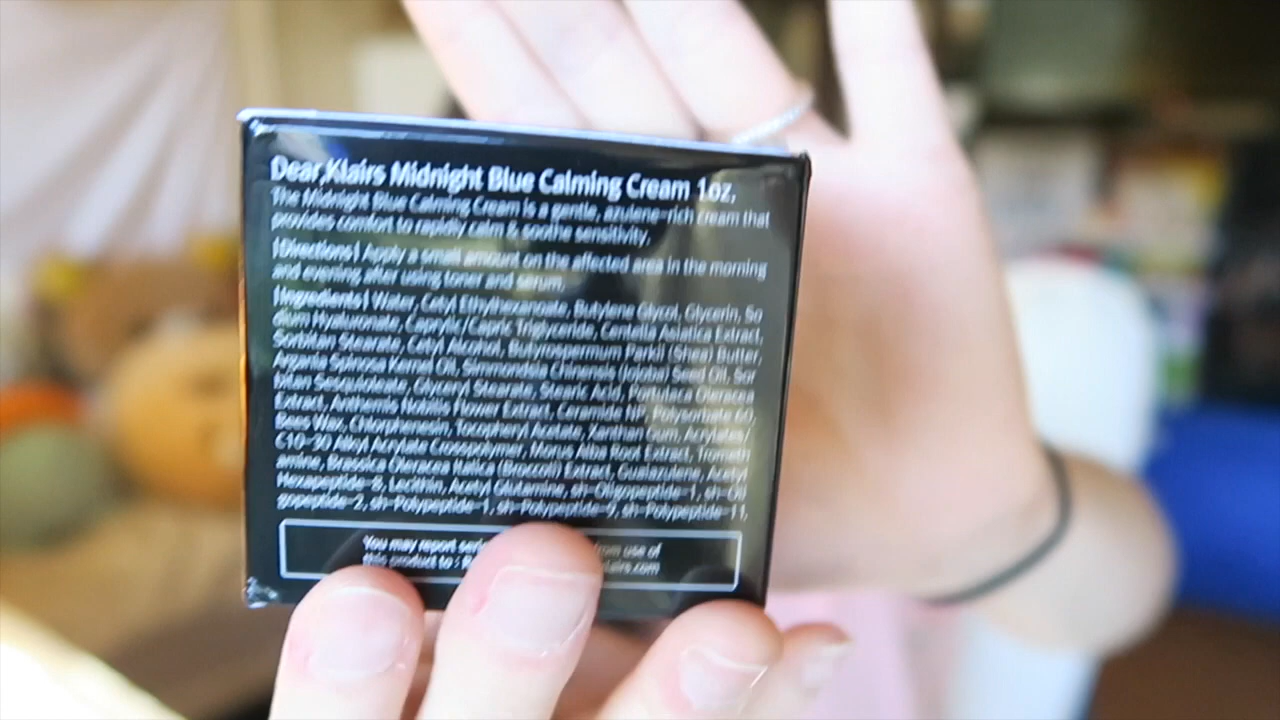 Dear,Klairs Midnight Blue Calming Cream 1oz,
The Midnight Blue Calming Cream is a gentle, azulene-rich cream that
provides comfort to rapidly calm & soothe sensitivity.
[Directions] Apply a small amount on the affected area in the morning
and evening after using toner and serum.
[Ingredients] Water, Cetyl Ethylhexanoate, Butylene Glycol, Glycerin, So
dium Hyaluronate, Caprylic/Capric Triglyceride, Centella Asiatica Extract,
Sorbitan Stearate, Cetyl Alcohol, Butyrospermum Parkii (Shea) Butter,
Argania Spinosa Kernel Oil, Simmondsia Chinensis (Jojoba) Seed Oil, Sor
bitan Sesquioleate, Glyceryl Stearate, Stearic Acid, Portulaca Oleracea
Extract, Anthemis Nobilis Flower Extract, Ceramide NP, Polysorbate 60,
Bees Wax, Chlorphenesin, Tocopheryl Acetate, Xanthan Gum, Acrylates/
C10-30 Alkyl Acrylate Crosspolymer, Morus Alba Root Extract, Trometh
amine, Brassica Oleracea Italica (Broccoli) Extract, Guaiazulene, Acetyl
Hexapeptide-8, Lecithin, Acetyl Glutamine, sh-Oligopeptide-1, sh-Oli
gopeptide-2, sh-Polypeptide-1, sh-Polypeptide-9, sh-Polypeptide-11,
You may report from use of
this product to :